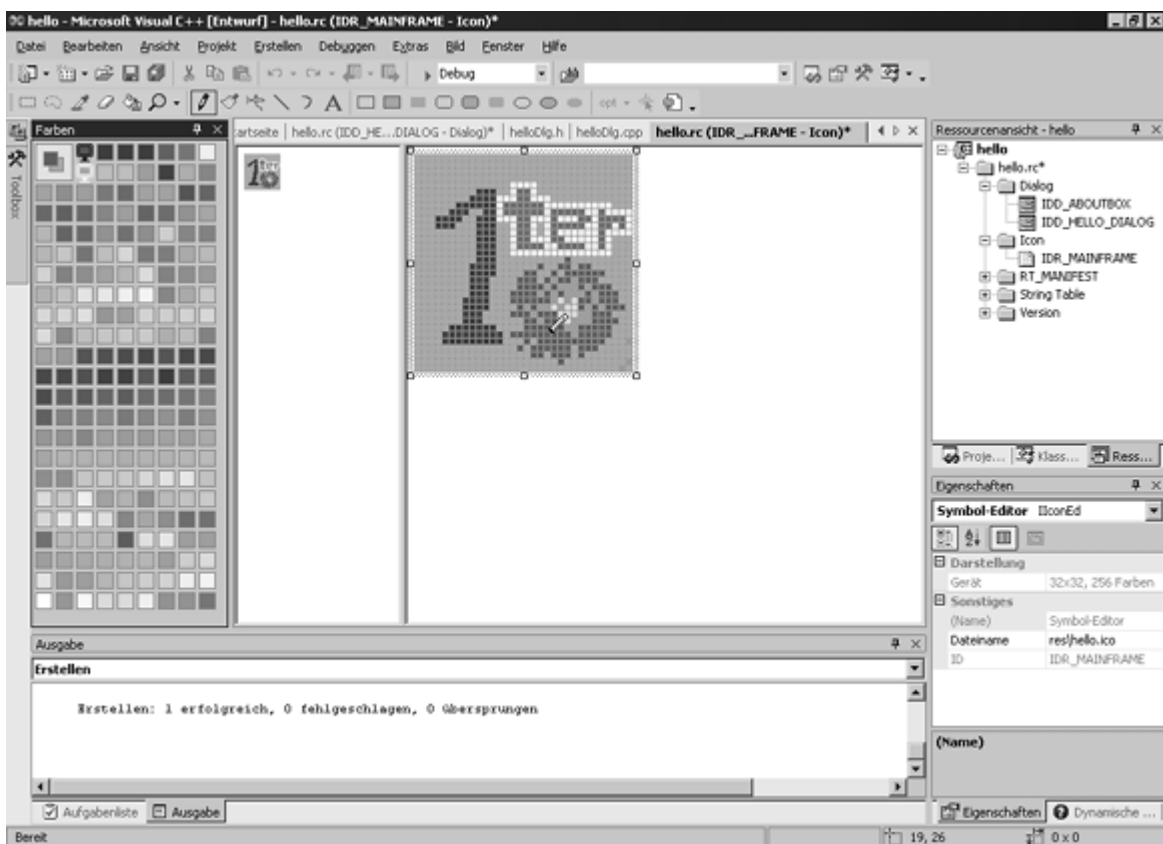 hello - Microsoft Visual C++ [Entwurf] - hello.rc (IDR_MAINFRAME - Icon)*
Datei Bearbeiten Ansicht Projekt Erstellen Debuggen Extras Bild Fenster Hilfe
Debug
A opt
Farben
artseite hello.rc (IDD_HE...DIALOG - Dialog)* helloDlg.h helloDlg.cpp hello.rc (IDR_...FRAME - Icon)*
Toolbox
1ter
1ter
Ressourcenansicht - hello
hello
hello.rc*
Dialog
IDD_ABOUTBOX
IDD_HELLO_DIALOG
Icon
IDR_MAINFRAME
RT_MANIFEST
String Table
Version
Proje... Klass... Ress...
Eigenschaften
Symbol-Editor IIconEd
Darstellung
Gerät 32x32, 256 Farben
Sonstiges
(Name) Symbol-Editor
Dateiname res\hello.ico
ID IDR_MAINFRAME
(Name)
Eigenschaften Dynamische ...
Ausgabe
Erstellen
Erstellen: 1 erfolgreich, 0 fehlgeschlagen, 0 übersprungen
Aufgabenliste Ausgabe
Bereit 19, 26 0 x 0